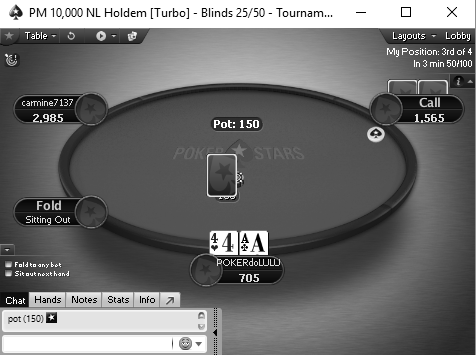 PM 10,000 NL Holdem [Turbo] - Blinds 25/50 - Tournam...
Table
Layouts
Lobby
My Position: 3rd of 4
In 3 min 50/100
carmine7137
2,985
Call
1,565
Pot: 150
POKER STARS
Fold
Sitting Out
4 4 A A
POKERdoLULU
705
Fold to any bet
Sit out next hand
Chat Hands Notes Stats Info
pot (150)